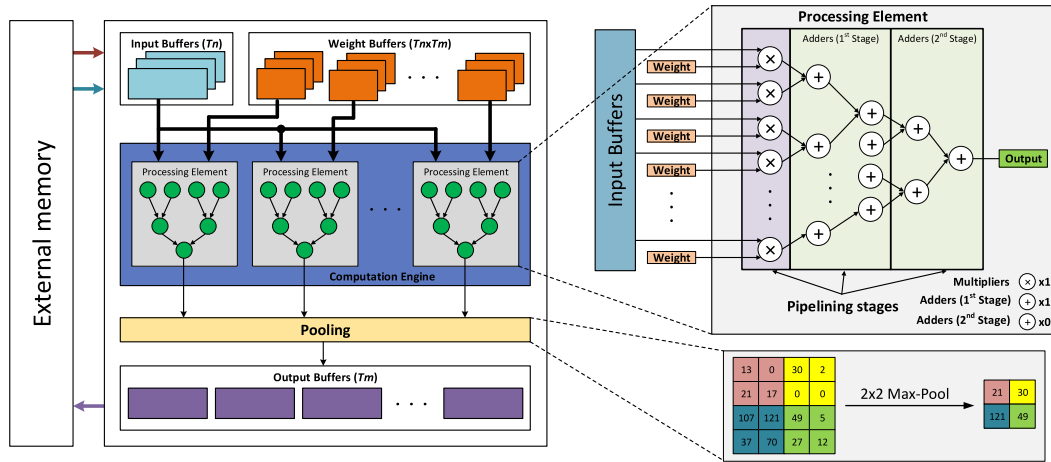 External memory
Input Buffers (Tn)
Weight Buffers (TnxTm)
Processing Element
Processing Element
Processing Element
Computation Engine
Pooling
Output Buffers (Tm)
Processing Element
Input Buffers
Weight
Weight
Weight
Weight
Weight
Adders (1st Stage)
Adders (2nd Stage)
Output
Pipelining stages
Multipliers × x1
Adders (1st Stage) + x1
Adders (2nd Stage) + x0
13 0 30 2
21 17 0 0
107 121 49 5
37 70 27 12
2x2 Max-Pool
21 30
121 49